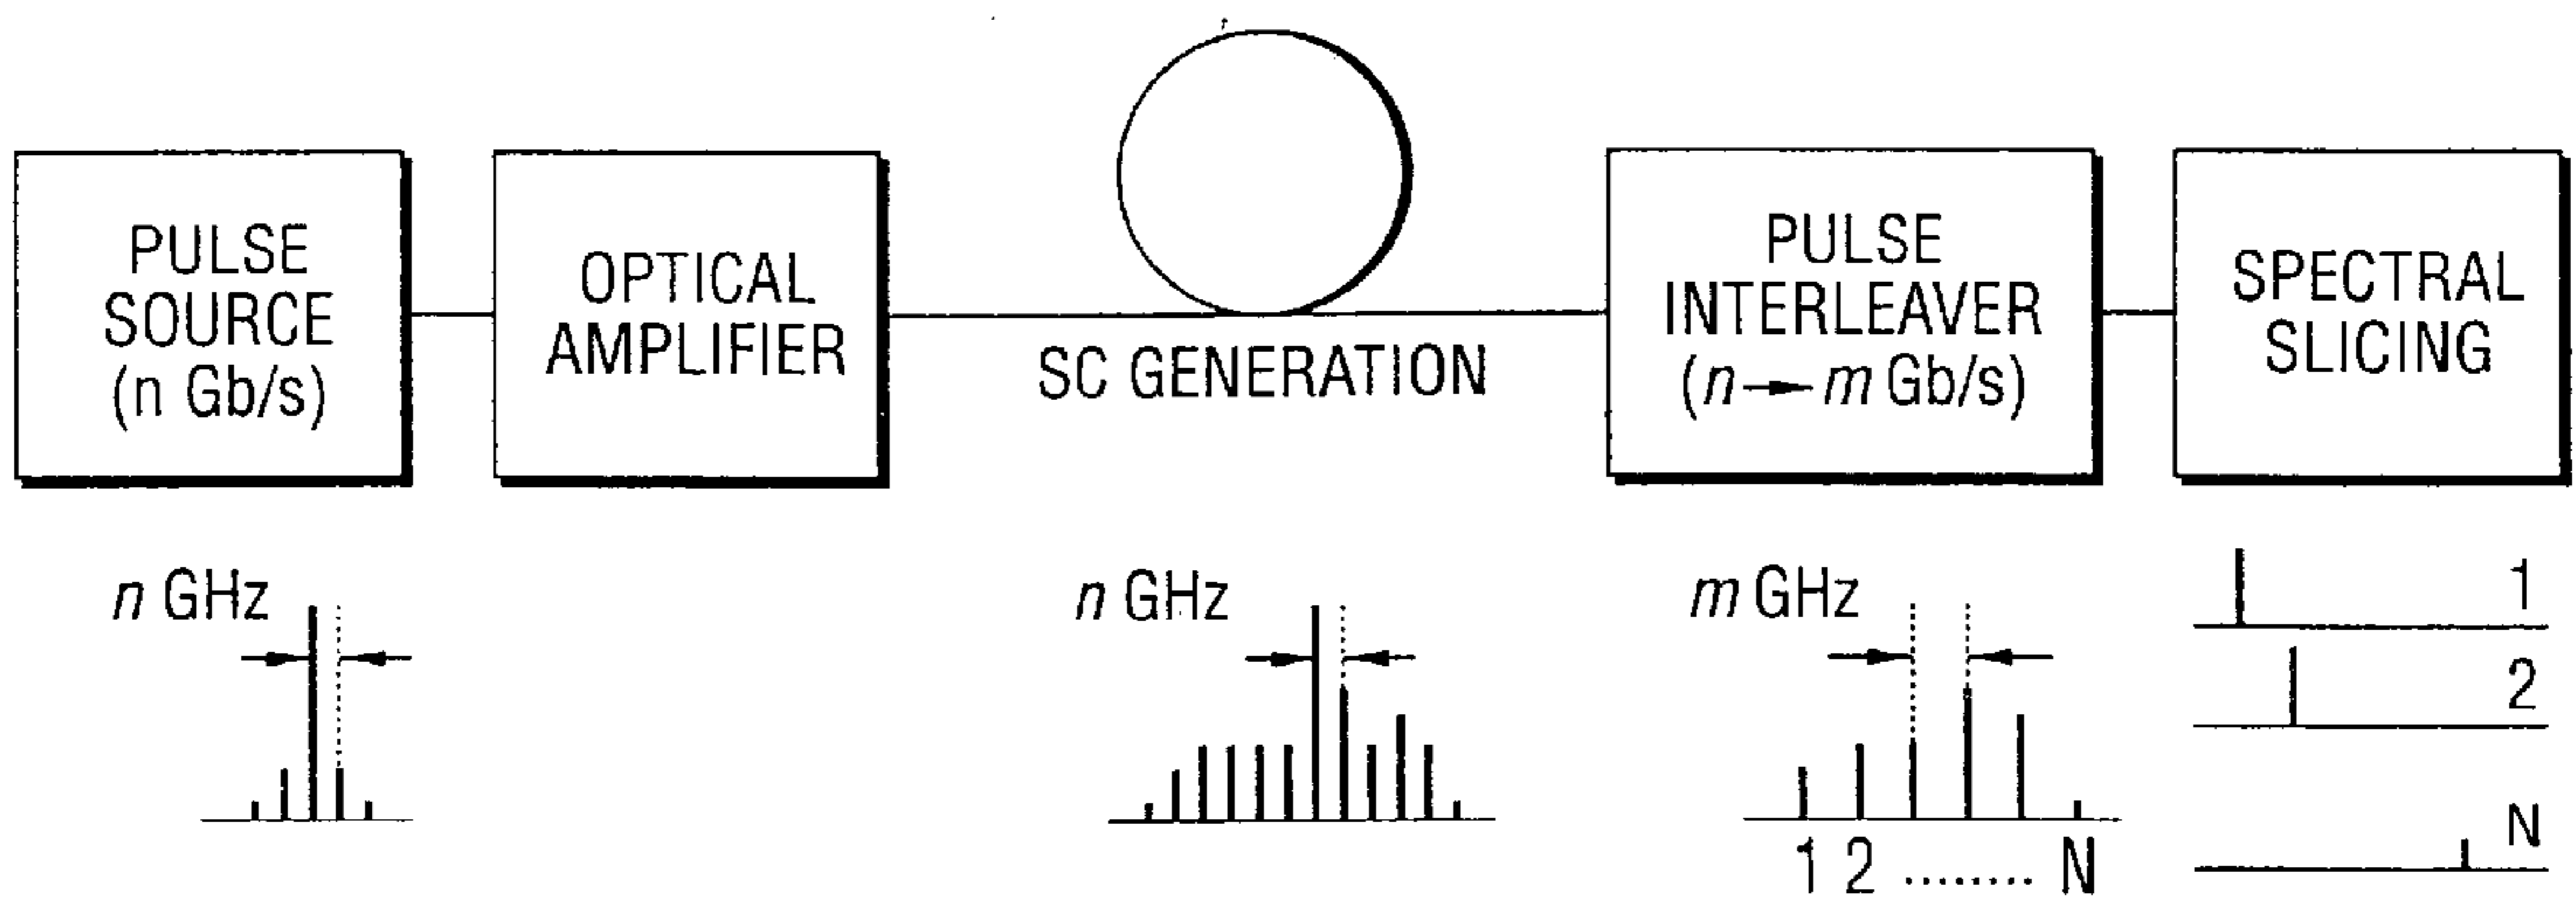 PULSE
SOURCE
(n Gb/s)
OPTICAL
AMPLIFIER
SC GENERATION
PULSE
INTERLEAVER
(n→m Gb/s)
SPECTRAL
SLICING
n GHz
n GHz
m GHz
1 2 ........ N
1
2
N